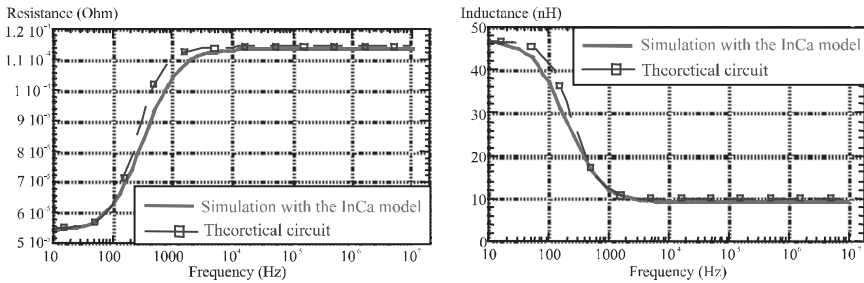 Resistance (Ohm)
1.2 10⁻⁴
1.1 10⁻⁴
1 10⁻⁴
9 10⁻⁵
8 10⁻⁵
7 10⁻⁵
6 10⁻⁵
5 10⁻⁵
Simulation with the InCa model
Theoretical circuit
10 100 1000 10⁴ 10⁵ 10⁶ 10⁷
Frequency (Hz)
Inductance (nH)
50
40
30
20
10
0
Simulation with the InCa model
Theoretical circuit
10 100 1000 10⁴ 10⁵ 10⁶ 10⁷
Frequency (Hz)